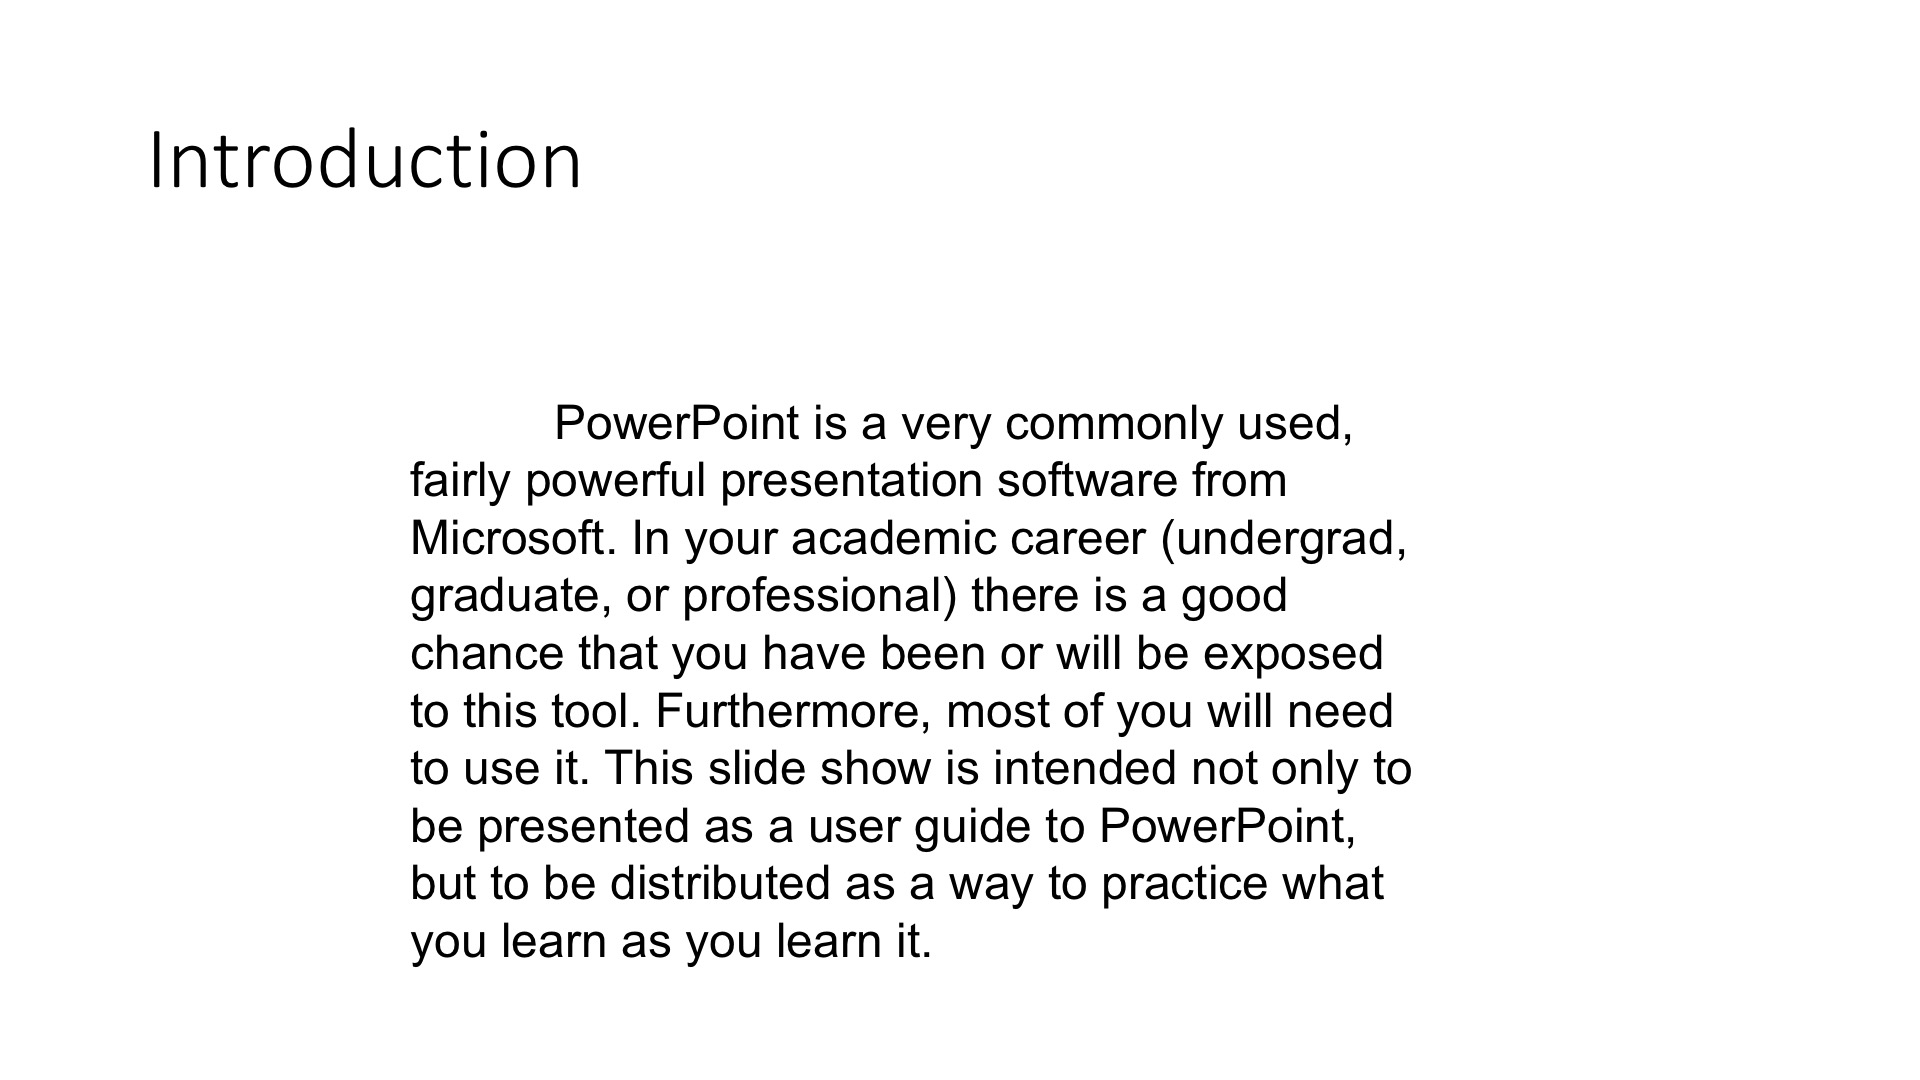 Introduction
PowerPoint is a very commonly used,
fairly powerful presentation software from
Microsoft. In your academic career (undergrad,
graduate, or professional) there is a good
chance that you have been or will be exposed
to this tool. Furthermore, most of you will need
to use it. This slide show is intended not only to
be presented as a user guide to PowerPoint,
but to be distributed as a way to practice what
you learn as you learn it.